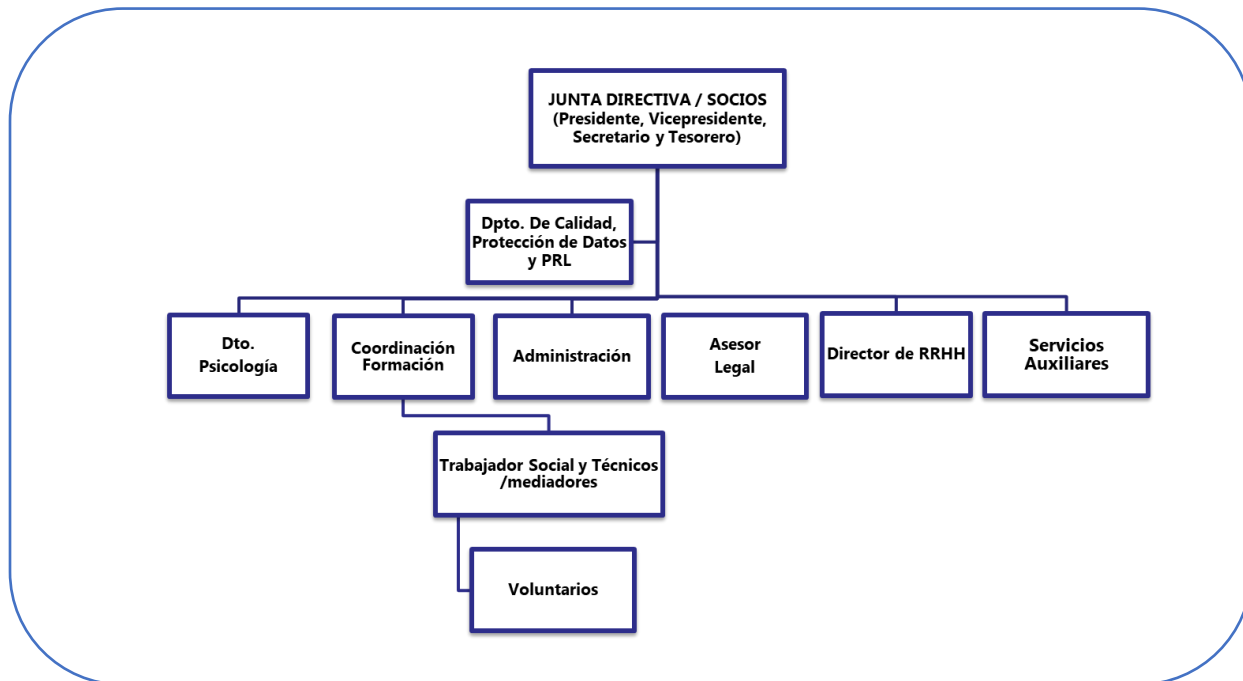 JUNTA DIRECTIVA / SOCIOS
(Presidente, Vicepresidente,
Secretario y Tesorero)
Dpto. De Calidad,
Protección de Datos
y PRL
Dto.
Psicología
Coordinación
Formación
Administración
Asesor
Legal
Director de RRHH
Servicios
Auxiliares
Trabajador Social y Técnicos
/mediadores
Voluntarios